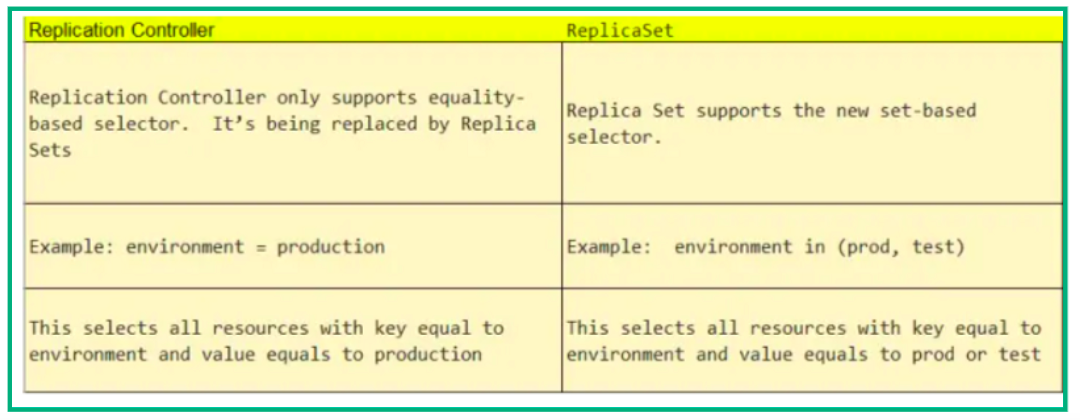 Replication Controller
ReplicaSet
Replication Controller only supports equality-
based selector.  It’s being replaced by Replica
Sets
Replica Set supports the new set-based
selector.
Example: environment = production
Example:  environment in (prod, test)
This selects all resources with key equal to
environment and value equals to production
This selects all resources with key equal to
environment and value equals to prod or test